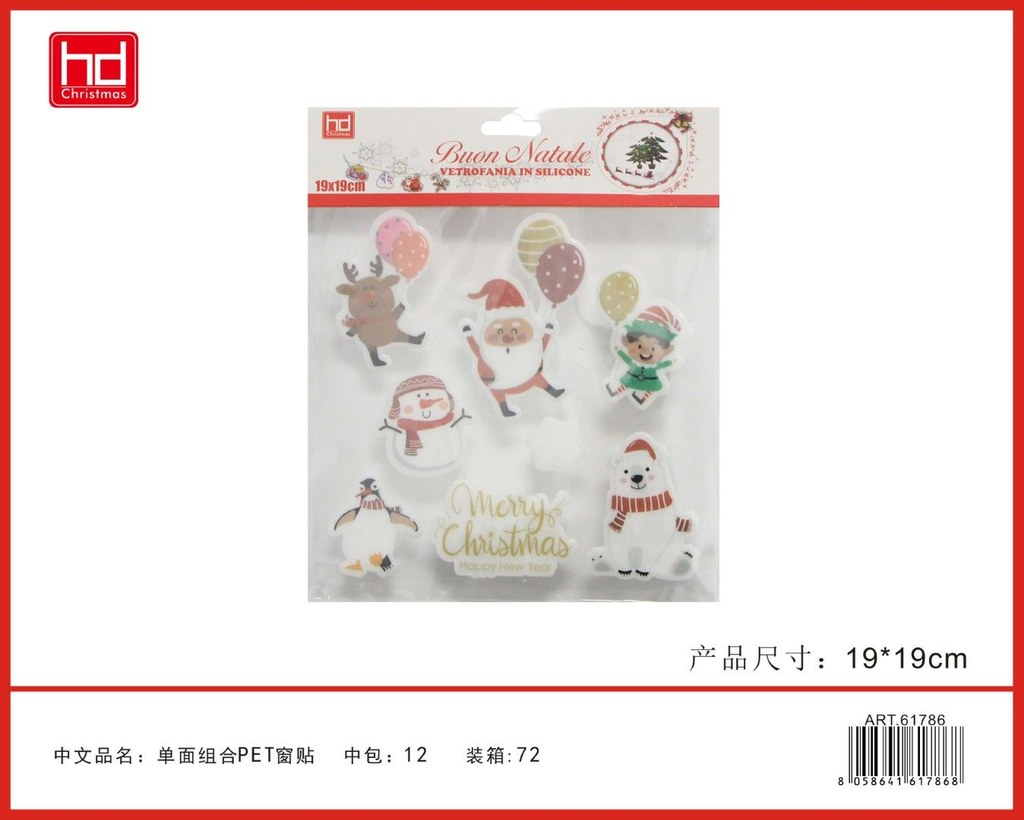 hd
Christmas
hd
Christmas
Buon Natale
VETROFANIA IN SILICONE
19x19cm
Merry
Christmas
Happy New Year
产品尺寸：19*19cm
ART.61786
中文品名：单面组合PET窗贴 中包：12 装箱:72
8 058641 617868